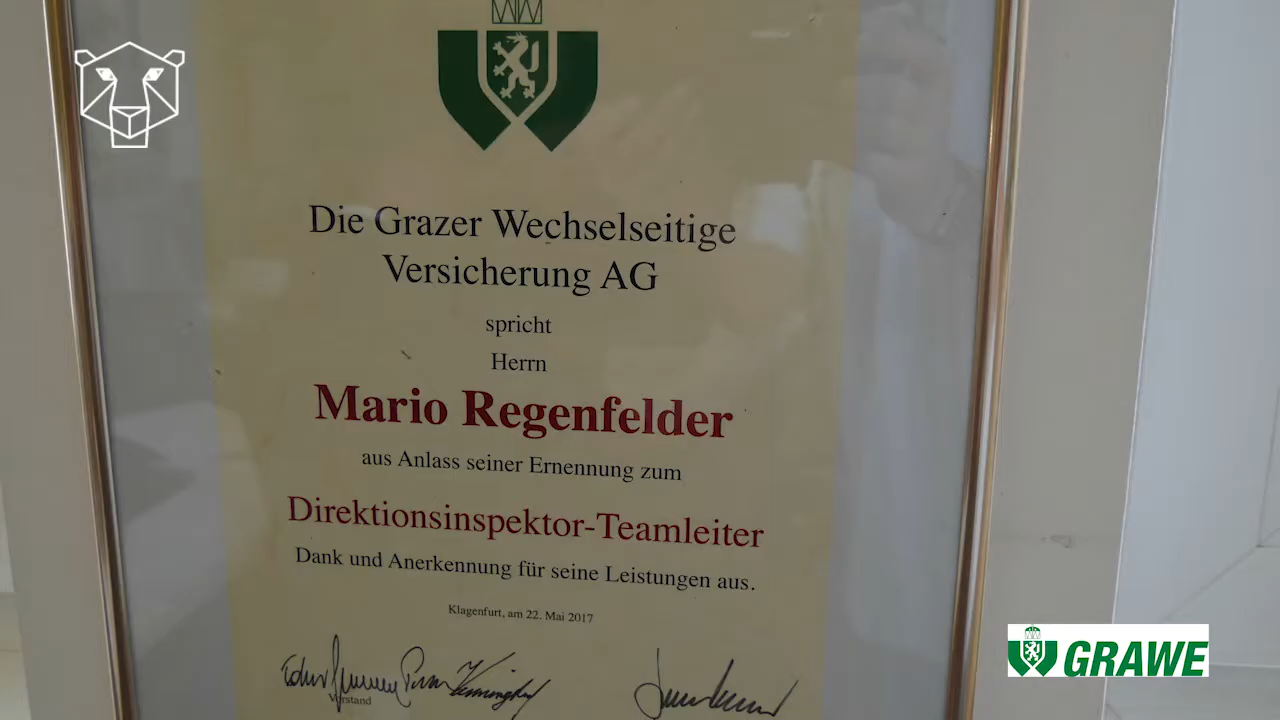 Die Grazer Wechselseitige
Versicherung AG
spricht
Herrn
Mario Regenfelder
aus Anlass seiner Ernennung zum
Direktionsinspektor-Teamleiter
Dank und Anerkennung für seine Leistungen aus.
Klagenfurt, am 22. Mai 2017
Vorstand
GRAWE